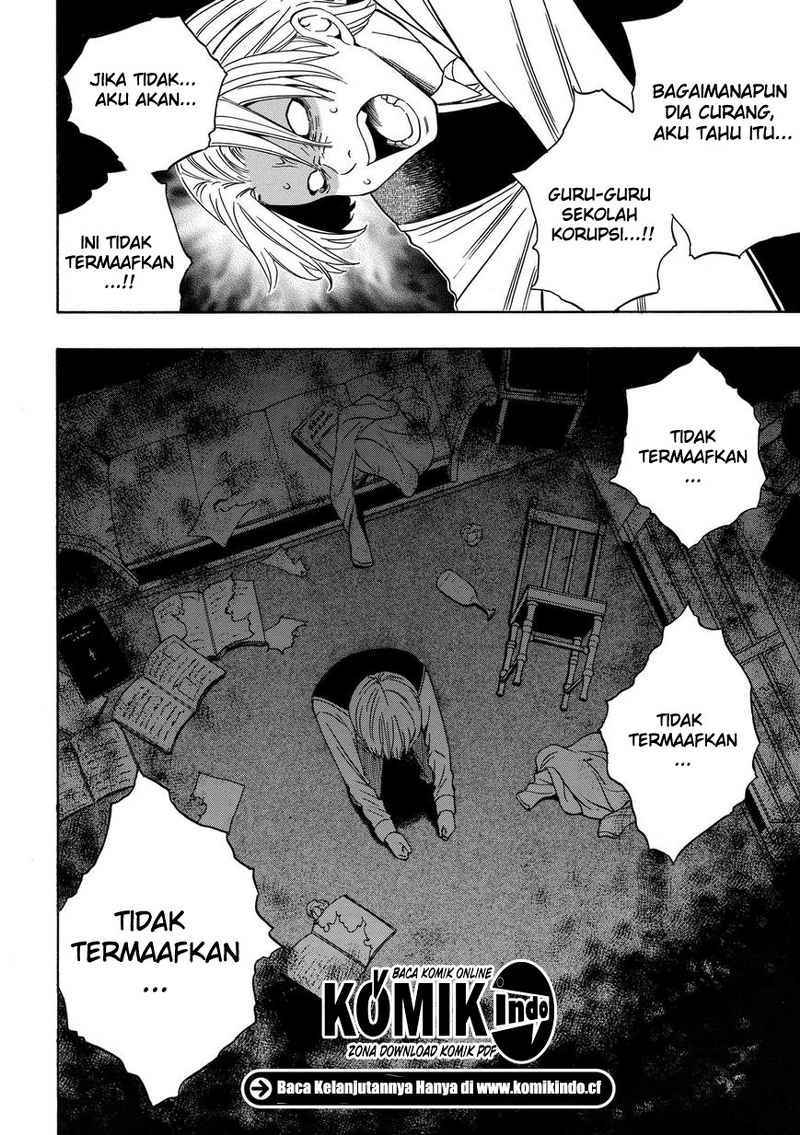 BAGAIMANAPUN
DIA CURANG,
AKU TAHU ITU...
GURU-GURU
SEKOLAH
KORUPSI...!!
JIKA TIDAK...
AKU AKAN...
INI TIDAK
TERMAAFKAN
...!!
TIDAK
TERMAAFKAN
...
TIDAK
TERMAAFKAN
...
TIDAK
TERMAAFKAN
...
BACA KOMIK ONLINE
KOMIK Indo
ZONA DOWNLOAD KOMIK PDF
Baca Kelanjutannya Hanya di www.komikindo.cf